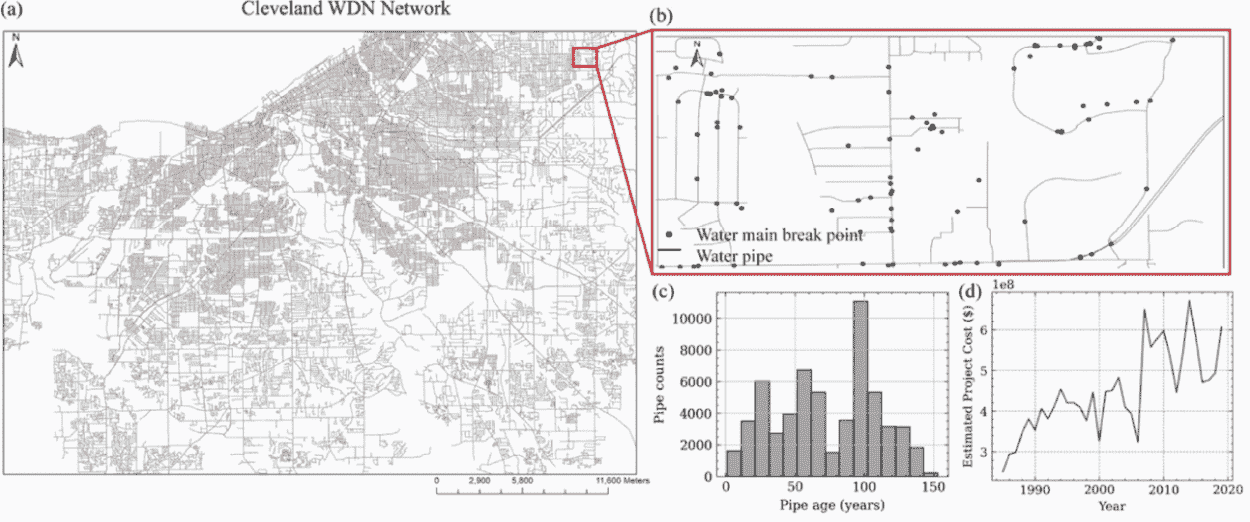 (a)
Cleveland WDN Network
N
0 2,900 5,800 11,600 Meters
(b)
N
Water main break point
Water pipe
(c)
Pipe counts
10000
8000
6000
4000
2000
0
0 50 100 150
Pipe age (years)
(d)
1e8
Estimated Project Cost ($)
6
5
4
3
1990 2000 2010 2020
Year